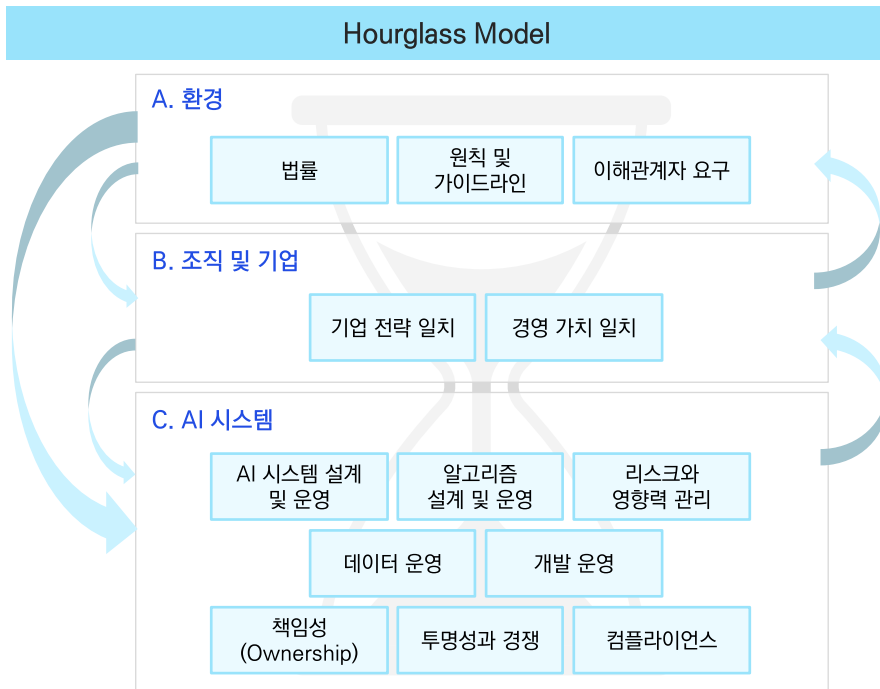 Hourglass Model
A. 환경
법률
원칙 및
가이드라인
이해관계자 요구
B. 조직 및 기업
기업 전략 일치
경영 가치 일치
C. AI 시스템
AI 시스템 설계
및 운영
알고리즘
설계 및 운영
리스크와
영향력 관리
데이터 운영
개발 운영
책임성
(Ownership)
투명성과 경쟁
컴플라이언스